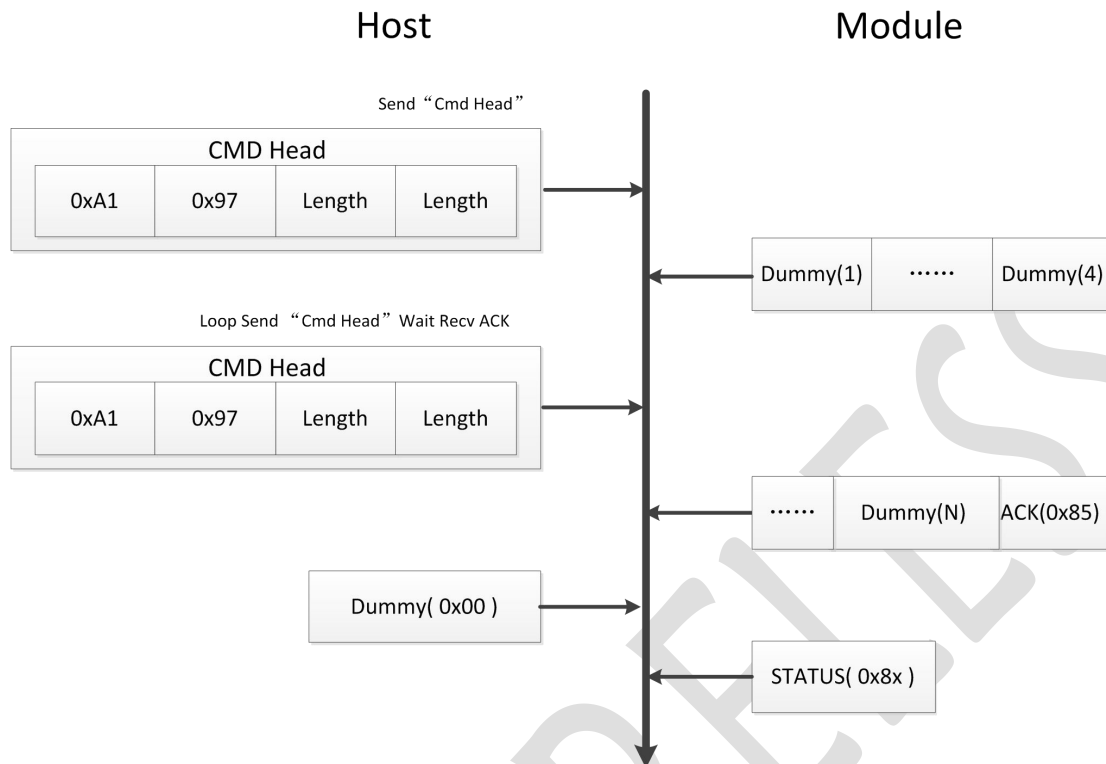 Host
Module
Send “Cmd Head”
CMD Head
0xA1 0x97 Length Length
Dummy(1) …… Dummy(4)
Loop Send “Cmd Head” Wait Recv ACK
CMD Head
0xA1 0x97 Length Length
…… Dummy(N) ACK(0x85)
Dummy( 0x00 )
STATUS( 0x8x )